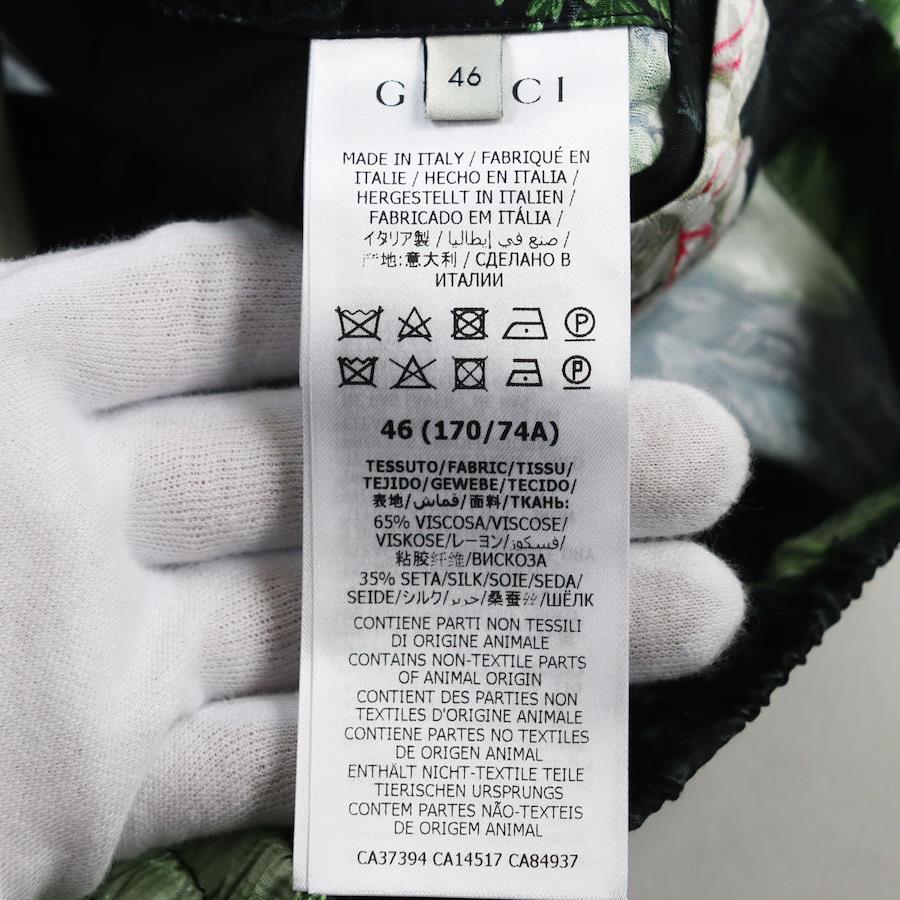 46
G CI
MADE IN ITALY / FABRIQUÉ EN
ITALIE / HECHO EN ITALIA /
HERGESTELLT IN ITALIEN /
FABRICADO EM ITÁLIA /
イタリア製 / صنع في إيطاليا /
地:意大利 / СДЕЛАНО В
ИТАЛИИ
P
P
46 (170/74A)
TESSUTO/FABRIC/TISSU/
TEJIDO/GEWEBE/TECIDO/
表地/قماش/面料/ТКАНЬ:
65% VISCOSA/VISCOSE/
VISKOSE/レーヨン/فسكوز/
粘胶纤维/ВИСКОЗА
35% SETA/SILK/SOIE/SEDA/
SEIDE/シルク/حرير/桑蚕丝/ШЁЛК
CONTIENE PARTI NON TESSILI
DI ORIGINE ANIMALE
CONTAINS NON-TEXTILE PARTS
OF ANIMAL ORIGIN
CONTIENT DES PARTIES NON
TEXTILES D'ORIGINE ANIMALE
CONTIENE PARTES NO TEXTILES
DE ORIGEN ANIMAL
ENTHÄLT NICHT-TEXTILE TEILE
TIERISCHEN URSPRUNGS
CONTEM PARTES NÃO-TEXTEIS
DE ORIGEM ANIMAL
CA37394 CA14517 CA84937